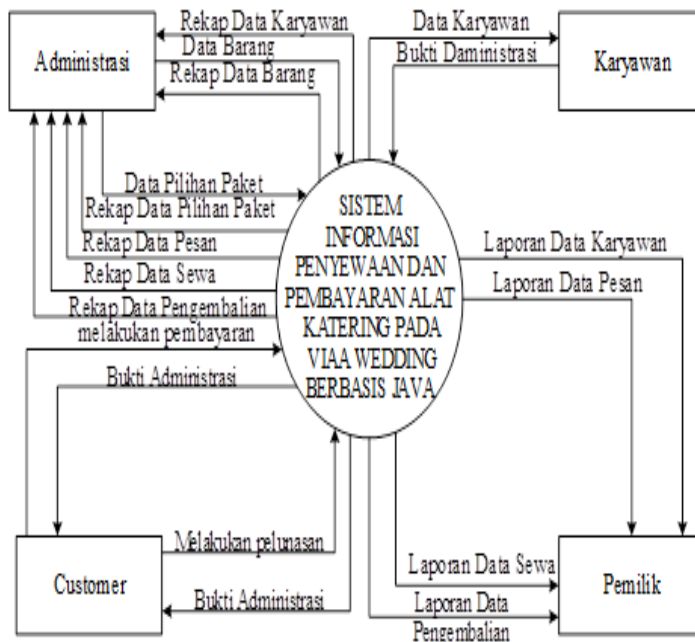 Rekap Data Karyawan
Data Barang
Rekap Data Barang
Administrasi
Data Karyawan
Bukti Daministrasi
Karyawan
Data Pilihan Paket
Rekap Data Pilihan Paket
Rekap Data Pesan
Rekap Data Sewa
Rekap Data Pengembalian
melakukan pembayaran
Bukti Administrasi
SISTEM
INFORMASI
PENYEWAAN DAN
PEMBAYARAN ALAT
KATERING PADA
VIAA WEDDING
BERBASIS JAVA
Laporan Data Karyawan
Laporan Data Pesan
Customer
Melakukan pelunasan
Bukti Administrasi
Laporan Data Sewa
Laporan Data
Pengembalian
Pemilik